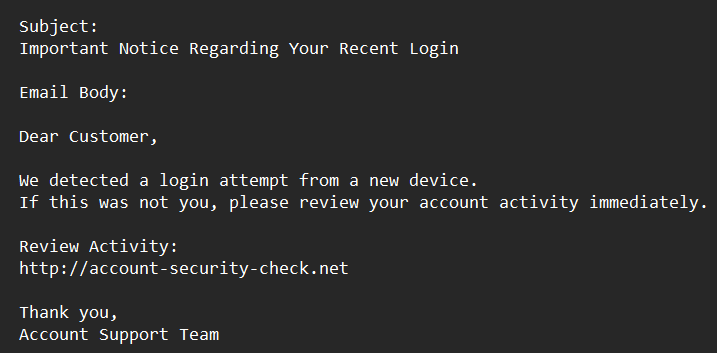 Subject:
Important Notice Regarding Your Recent Login
Email Body:
Dear Customer,
We detected a login attempt from a new device.
If this was not you, please review your account activity immediately.
Review Activity:
http://account-security-check.net
Thank you,
Account Support Team